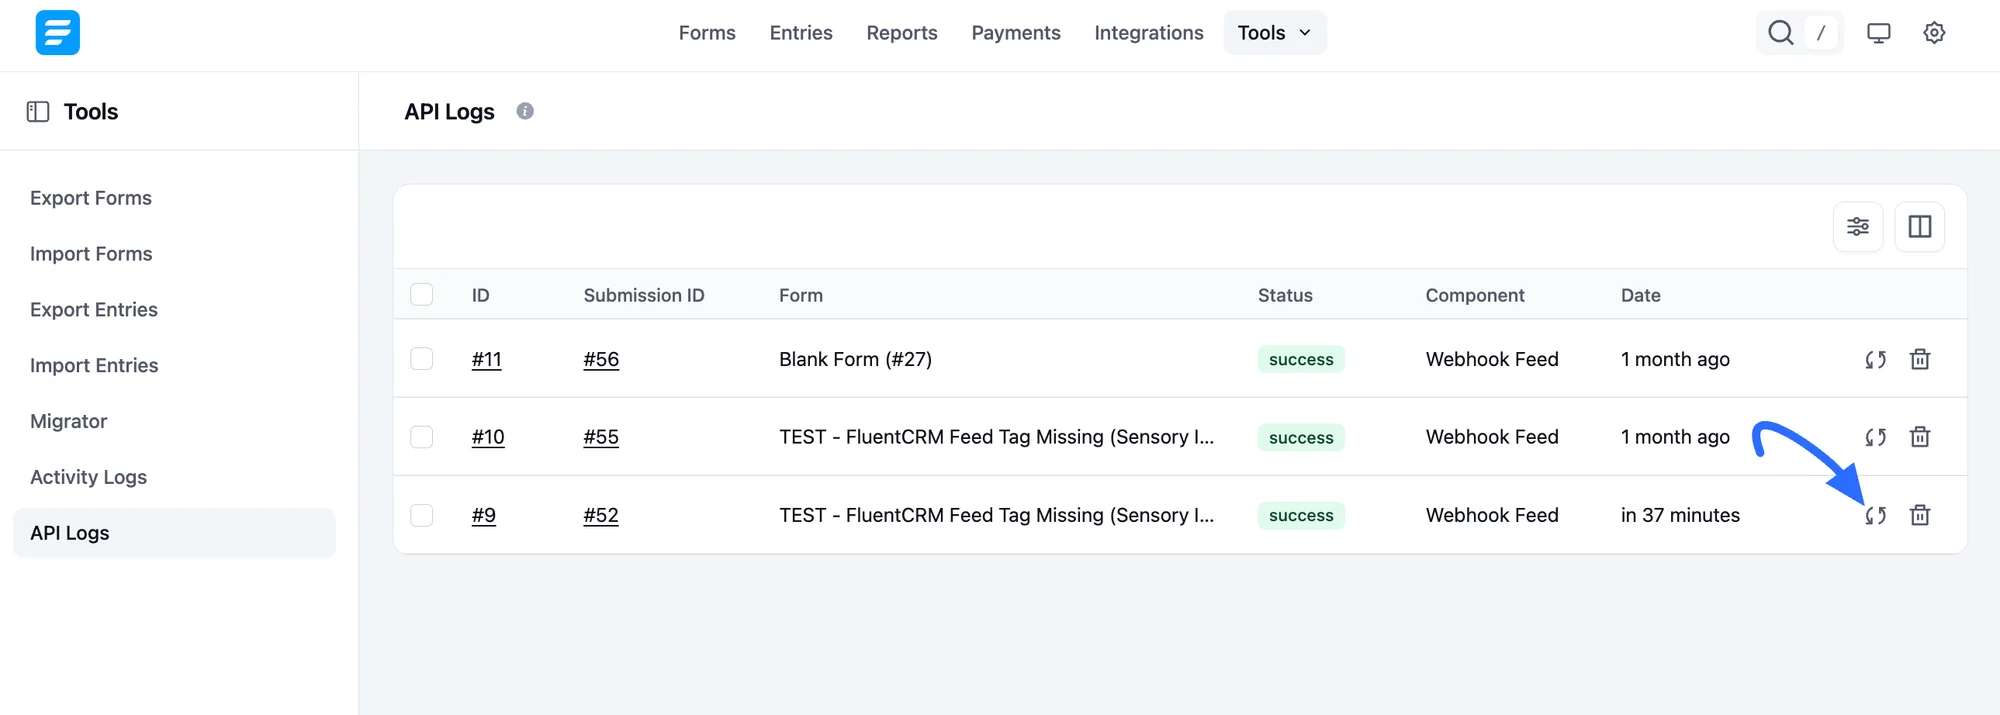 Forms Entries Reports Payments Integrations Tools /
Tools
API Logs
Export Forms
Import Forms
Export Entries
Import Entries
Migrator
Activity Logs
API Logs
ID Submission ID Form Status Component Date
#11 #56 Blank Form (#27) success Webhook Feed 1 month ago
#10 #55 TEST - FluentCRM Feed Tag Missing (Sensory I... success Webhook Feed 1 month ago
#9 #52 TEST - FluentCRM Feed Tag Missing (Sensory I... success Webhook Feed in 37 minutes